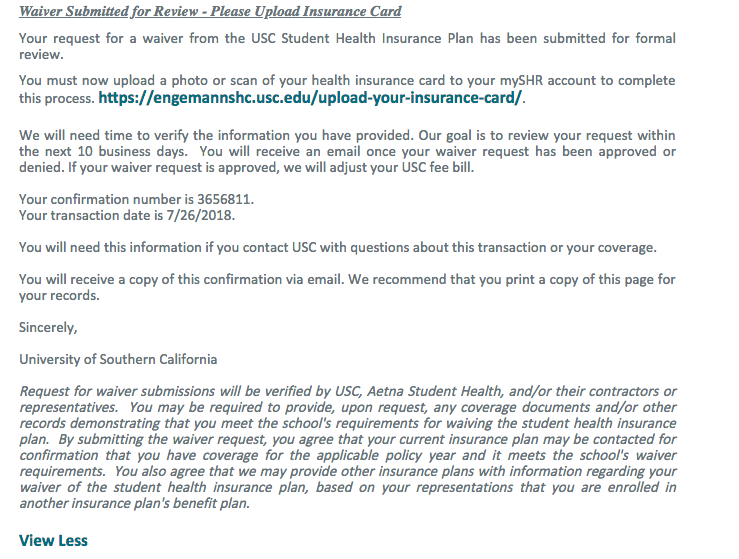 Waiver Submitted for Review - Please Upload Insurance Card
Your request for a waiver from the USC Student Health Insurance Plan has been submitted for formal
review.
You must now upload a photo or scan of your health insurance card to your mySHR account to complete
this process. https://engemannshc.usc.edu/upload-your-insurance-card/.
We will need time to verify the information you have provided. Our goal is to review your request within
the next 10 business days.  You will receive an email once your waiver request has been approved or
denied. If your waiver request is approved, we will adjust your USC fee bill.
Your confirmation number is 3656811.
Your transaction date is 7/26/2018.
You will need this information if you contact USC with questions about this transaction or your coverage.
You will receive a copy of this confirmation via email. We recommend that you print a copy of this page for
your records.
Sincerely,
University of Southern California
Request for waiver submissions will be verified by USC, Aetna Student Health, and/or their contractors or
representatives.  You may be required to provide, upon request, any coverage documents and/or other
records demonstrating that you meet the school's requirements for waiving the student health insurance
plan.  By submitting the waiver request, you agree that your current insurance plan may be contacted for
confirmation that you have coverage for the applicable policy year and it meets the school's waiver
requirements.  You also agree that we may provide other insurance plans with information regarding your
waiver of the student health insurance plan, based on your representations that you are enrolled in
another insurance plan's benefit plan.
View Less